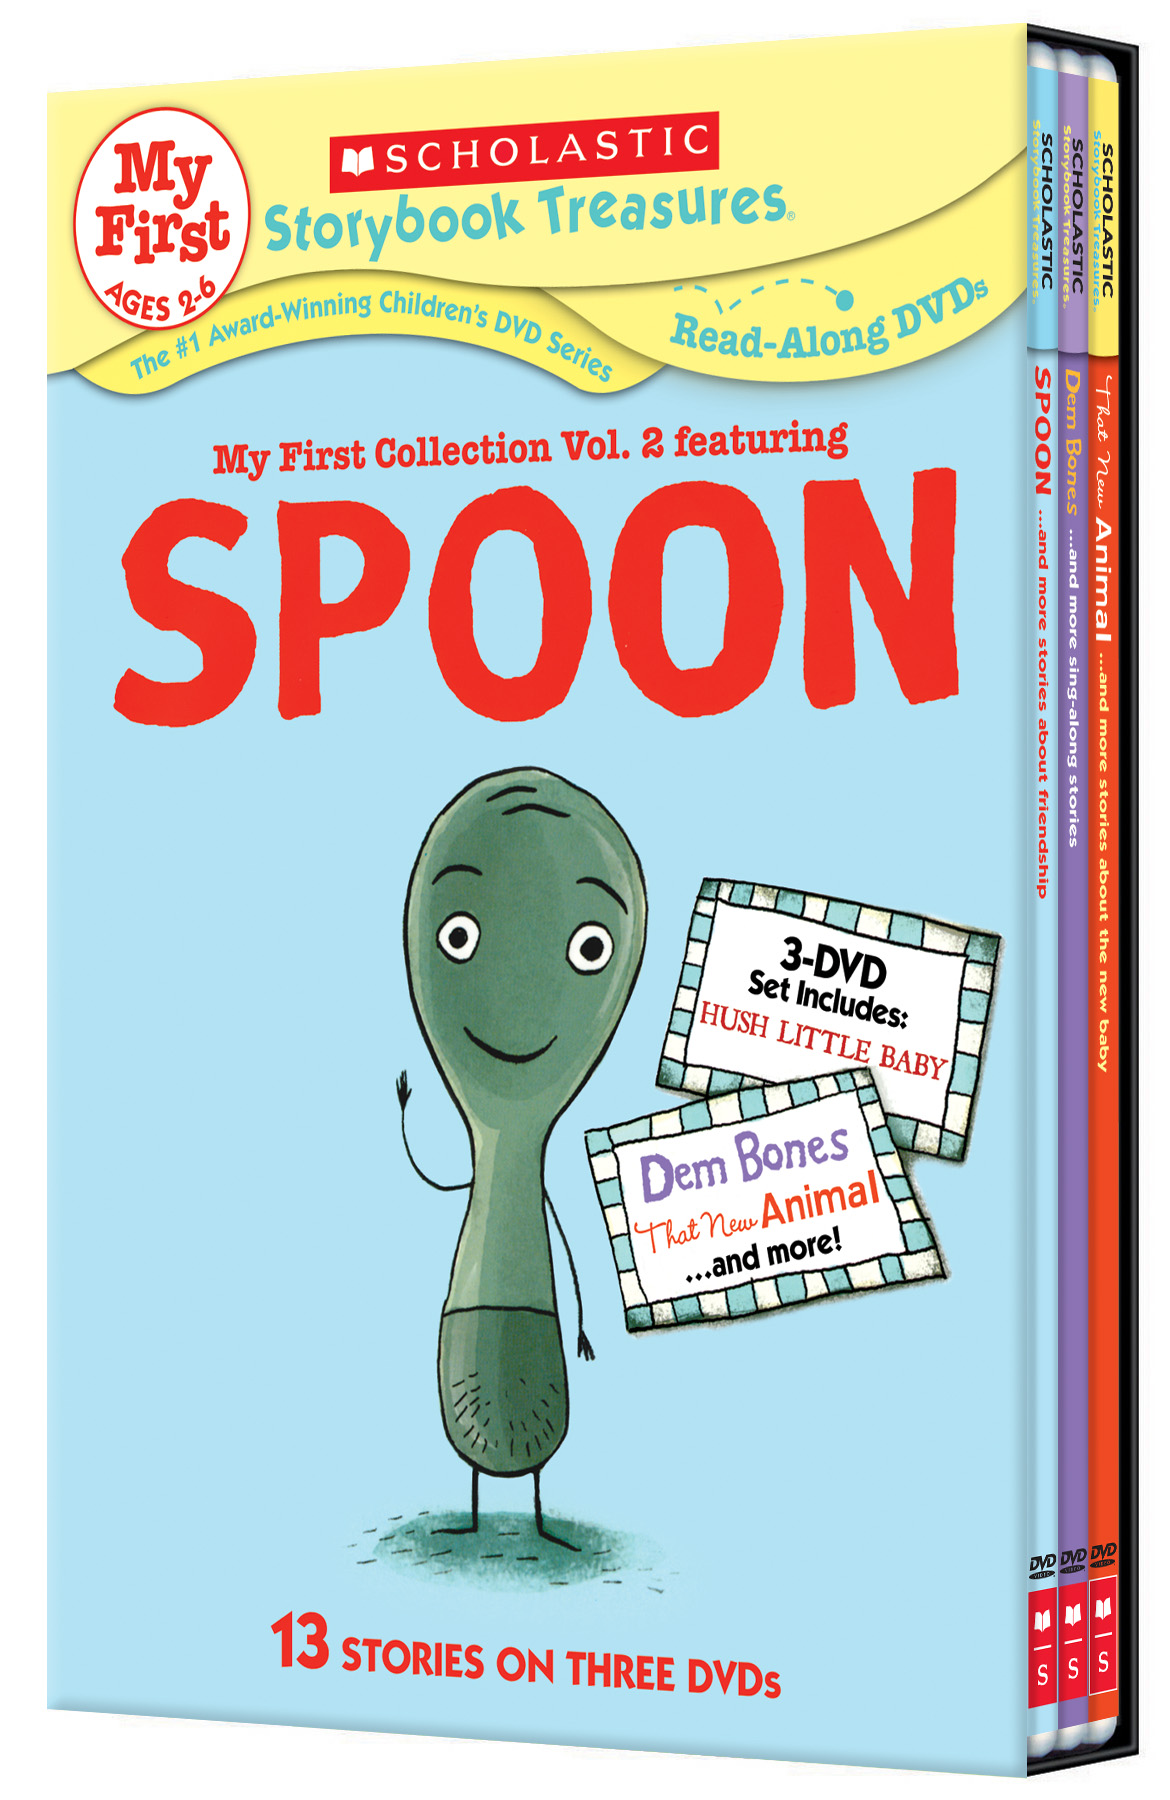 My
First
AGES 2-6
SCHOLASTIC
Storybook Treasures®
The #1 Award-Winning Children's DVD Series
Read-Along DVDs
My First Collection Vol. 2 featuring
SPOON
3-DVD
Set Includes:
HUSH LITTLE BABY
Dem Bones
That New Animal
...and more!
13 STORIES ON THREE DVDs
SCHOLASTIC
Storybook Treasures®
SPOON ...and more stories about friendship
DVD
VIDEO
S
SCHOLASTIC
Storybook Treasures®
Dem Bones ...and more sing-along stories
DVD
VIDEO
S
SCHOLASTIC
Storybook Treasures®
That New Animal ...and more stories about the new baby
DVD
VIDEO
S